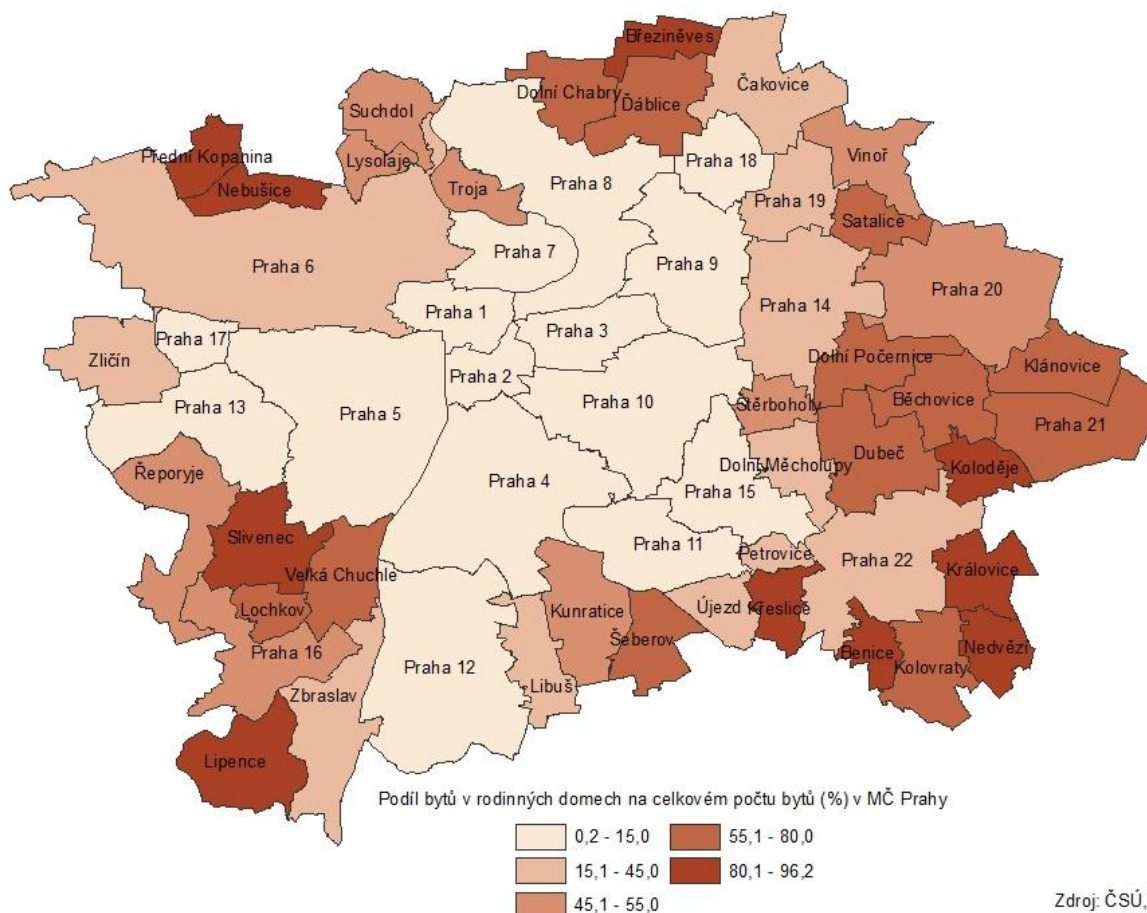 Březiněves
Dolní Chabry
Ďáblice
Čakovice
Suchdol
Přední Kopanina
Lysolaje
Nebušice
Troja
Praha 8
Praha 18
Vinoř
Praha 19
Satalice
Praha 7
Praha 6
Praha 9
Praha 20
Praha 1
Praha 14
Praha 3
Praha 17
Zličín
Praha 2
Dolní Počernice
Klánovice
Běchovice
Praha 13
Praha 5
Praha 10
Štěrboholy
Praha 21
Dubeč
Řeporyje
Dolní Měcholupy
Koloděje
Praha 4
Praha 15
Slivenec
Praha 11
Petrovice
Praha 22
Velká Chuchle
Královice
Lochkov
Kunratice
Újezd
Křeslice
Šeberov
Benice
Nedvězí
Kolovraty
Praha 16
Praha 12
Zbraslav
Libuš
Lipence
Podíl bytů v rodinných domech na celkovém počtu bytů (%) v MČ Prahy
0,2 - 15,0
55,1 - 80,0
15,1 - 45,0
80,1 - 96,2
45,1 - 55,0
Zdroj: ČSÚ,